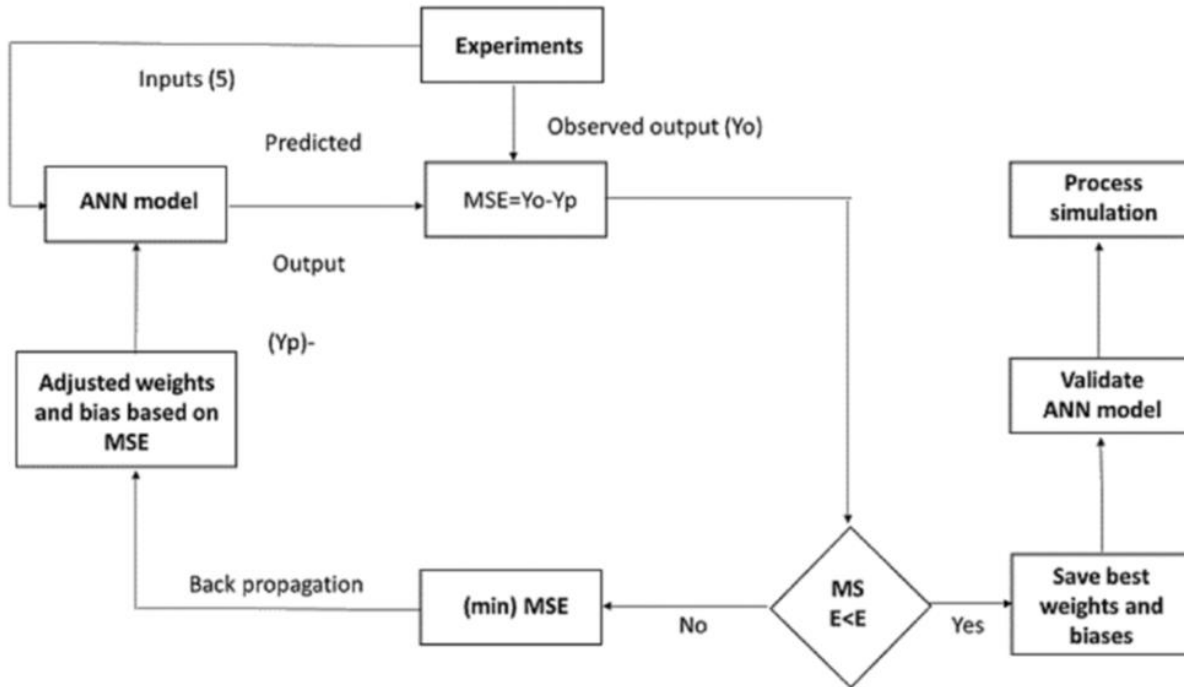 Experiments
Inputs (5)
Observed output (Yo)
Predicted
ANN model
MSE=Yo-Yp
Process
simulation
Output
(Yp)-
Adjusted weights
and bias based on
MSE
Validate
ANN model
Back propagation
(min) MSE
No
MS
E<E
Yes
Save best
weights and
biases